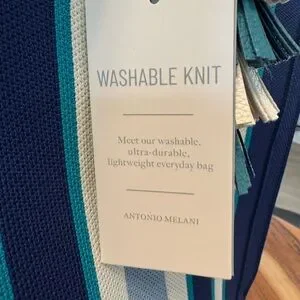 WASHABLE KNIT
Meet our washable,
ultra-durable,
lightweight everyday bag
ANTONIO MELANI